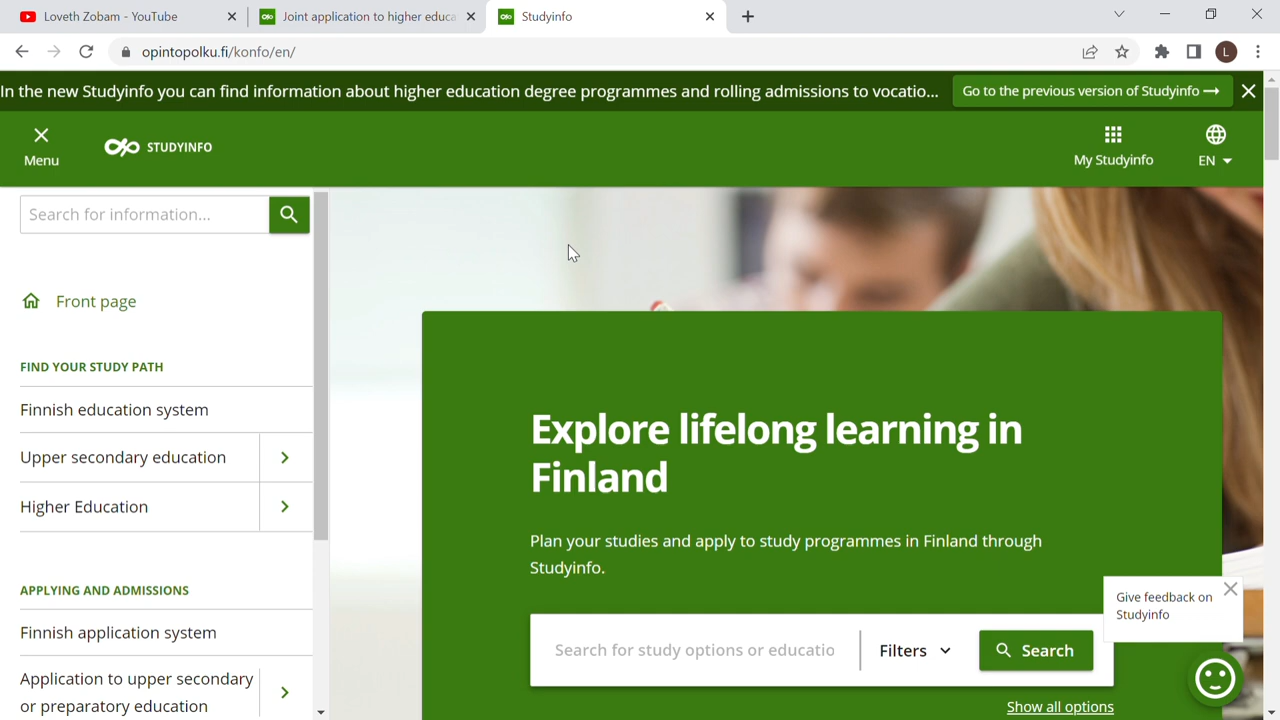 Loveth Zobam - YouTube
Joint application to higher educa
Studyinfo
opintopolku.fi/konfo/en/
L
In the new Studyinfo you can find information about higher education degree programmes and rolling admissions to vocatio...
Go to the previous version of Studyinfo →
Menu
STUDYINFO
My Studyinfo
EN
Search for information...
Front page
FIND YOUR STUDY PATH
Finnish education system
Upper secondary education
Higher Education
APPLYING AND ADMISSIONS
Finnish application system
Application to upper secondary
or preparatory education
Explore lifelong learning in
Finland
Plan your studies and apply to study programmes in Finland through
Studyinfo.
Search for study options or educatio
Filters
Search
Show all options
Give feedback on
Studyinfo